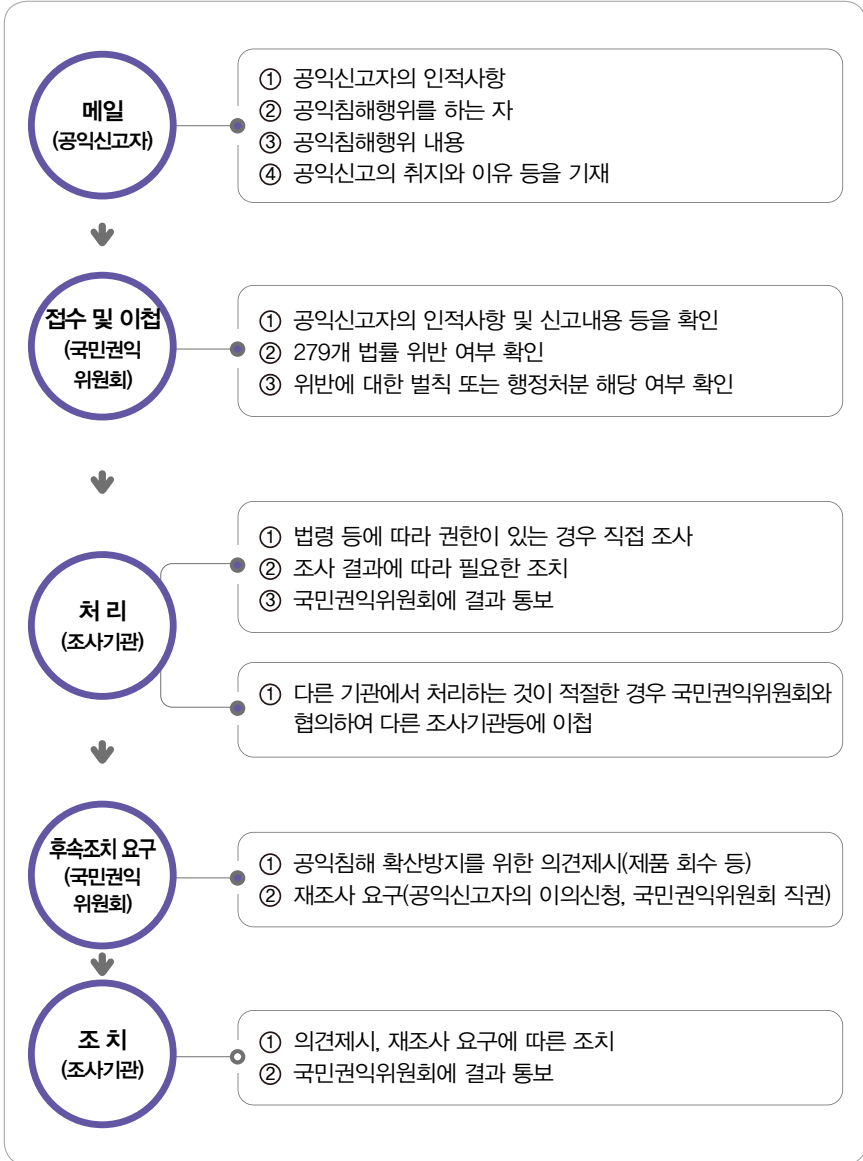 메일
(공익신고자)
① 공익신고자의 인적사항
② 공익침해행위를 하는 자
③ 공익침해행위 내용
④ 공익신고의 취지와 이유 등을 기재
접수 및 이첩
(국민권익
위원회)
① 공익신고자의 인적사항 및 신고내용 등을 확인
② 279개 법률 위반 여부 확인
③ 위반에 대한 벌칙 또는 행정처분 해당 여부 확인
처 리
(조사기관)
① 법령 등에 따라 권한이 있는 경우 직접 조사
② 조사 결과에 따라 필요한 조치
③ 국민권익위원회에 결과 통보
① 다른 기관에서 처리하는 것이 적절한 경우 국민권익위원회와
협의하여 다른 조사기관등에 이첩
후속조치 요구
(국민권익
위원회)
① 공익침해 확산방지를 위한 의견제시(제품 회수 등)
② 재조사 요구(공익신고자의 이의신청, 국민권익위원회 직권)
조 치
(조사기관)
① 의견제시, 재조사 요구에 따른 조치
② 국민권익위원회에 결과 통보